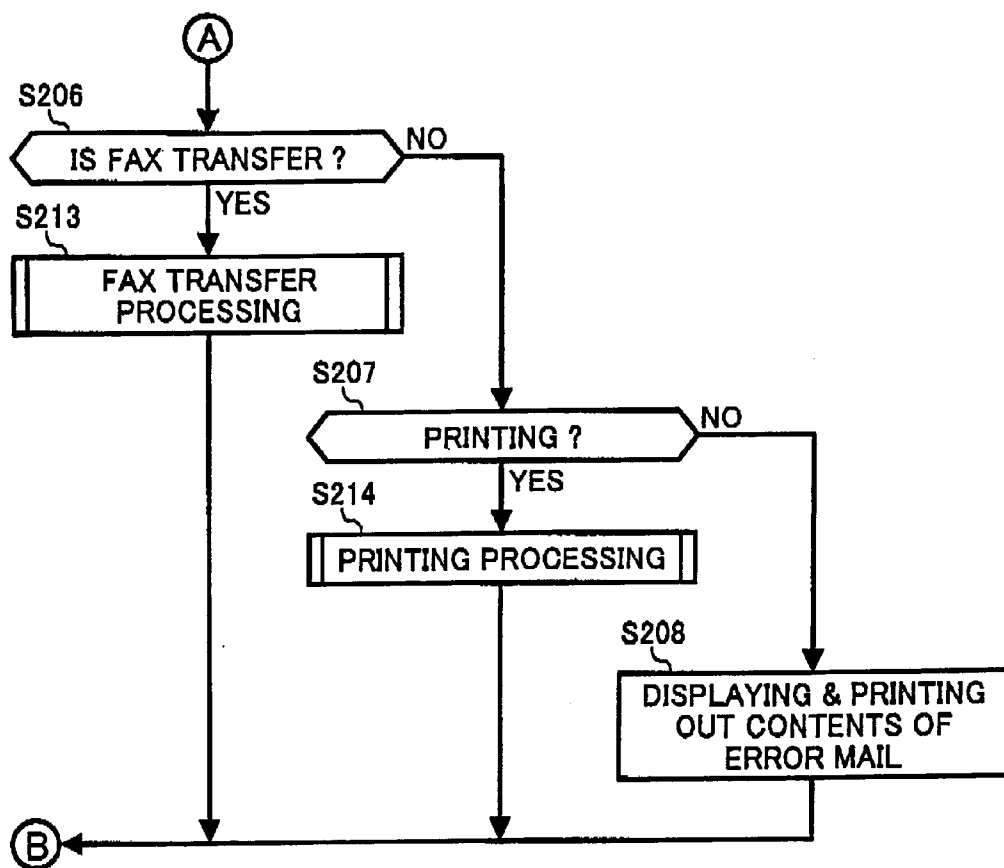 A
S206
IS FAX TRANSFER ?
NO
YES
S213
FAX TRANSFER
PROCESSING
S207
PRINTING ?
NO
YES
S214
PRINTING PROCESSING
S208
DISPLAYING & PRINTING
OUT CONTENTS OF
ERROR MAIL
B